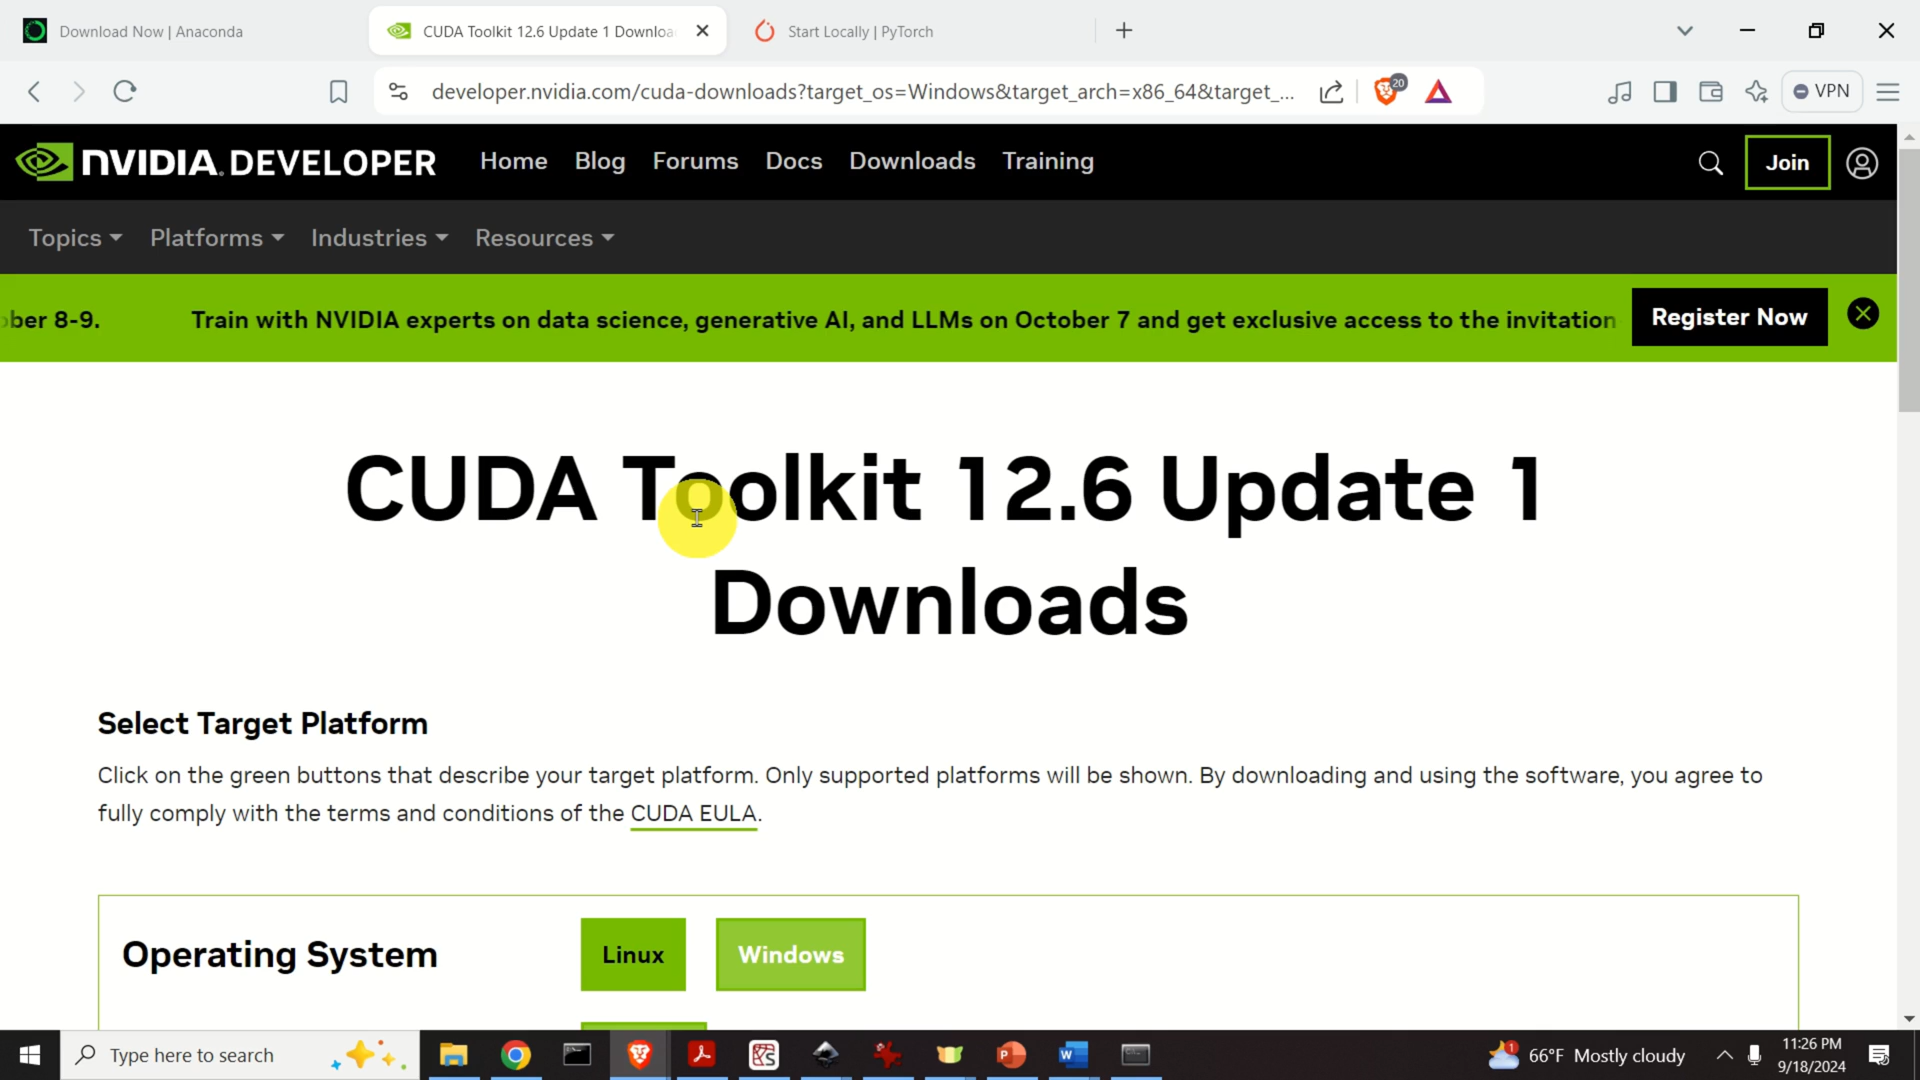 Download Now | Anaconda
CUDA Toolkit 12.6 Update 1 Downloa
Start Locally | PyTorch
developer.nvidia.com/cuda-downloads?target_os=Windows&target_arch=x86_64&target_...
20
VPN
NVIDIA. DEVELOPER
Home Blog Forums Docs Downloads Training
Join
Topics Platforms Industries Resources
ber 8-9. Train with NVIDIA experts on data science, generative AI, and LLMs on October 7 and get exclusive access to the invitation
Register Now
CUDA Toolkit 12.6 Update 1
Downloads
Select Target Platform
Click on the green buttons that describe your target platform. Only supported platforms will be shown. By downloading and using the software, you agree to
fully comply with the terms and conditions of the CUDA EULA.
Operating System
Linux
Windows
Type here to search
1
66°F Mostly cloudy
11:26 PM
9/18/2024